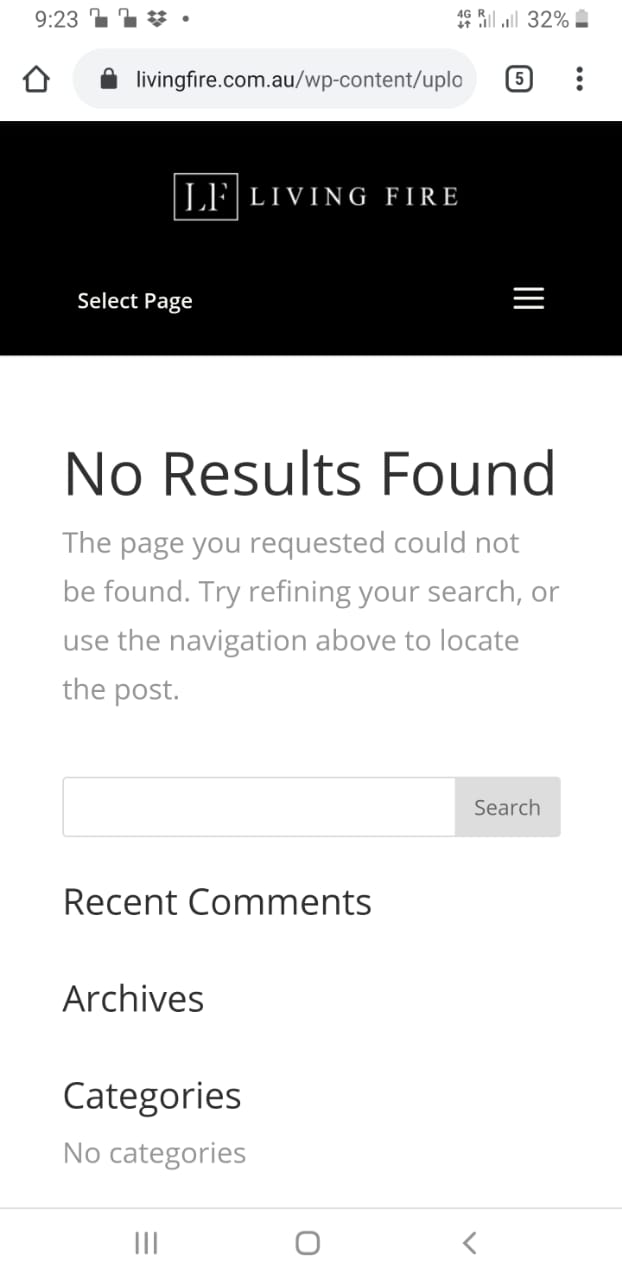 9:23
4G R 32%
livingfire.com.au/wp-content/uplo
5
LF LIVING FIRE
Select Page
No Results Found
The page you requested could not
be found. Try refining your search, or
use the navigation above to locate
the post.
Search
Recent Comments
Archives
Categories
No categories